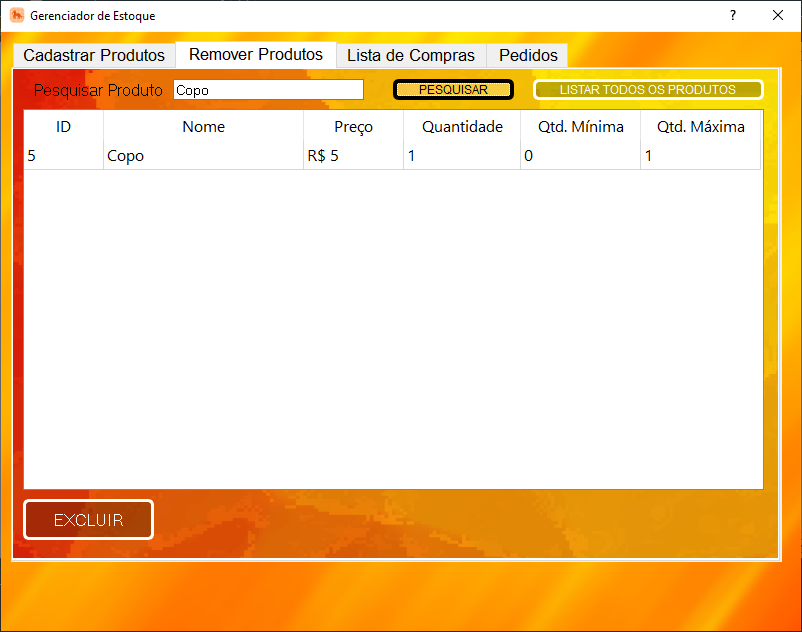 Gerenciador de Estoque ?
Cadastrar Produtos Remover Produtos Lista de Compras Pedidos
Pesquisar Produto Copo PESQUISAR LISTAR TODOS OS PRODUTOS
ID Nome Preço Quantidade Qtd. Mínima Qtd. Máxima
5 Copo R$ 5 1 0 1
EXCLUIR